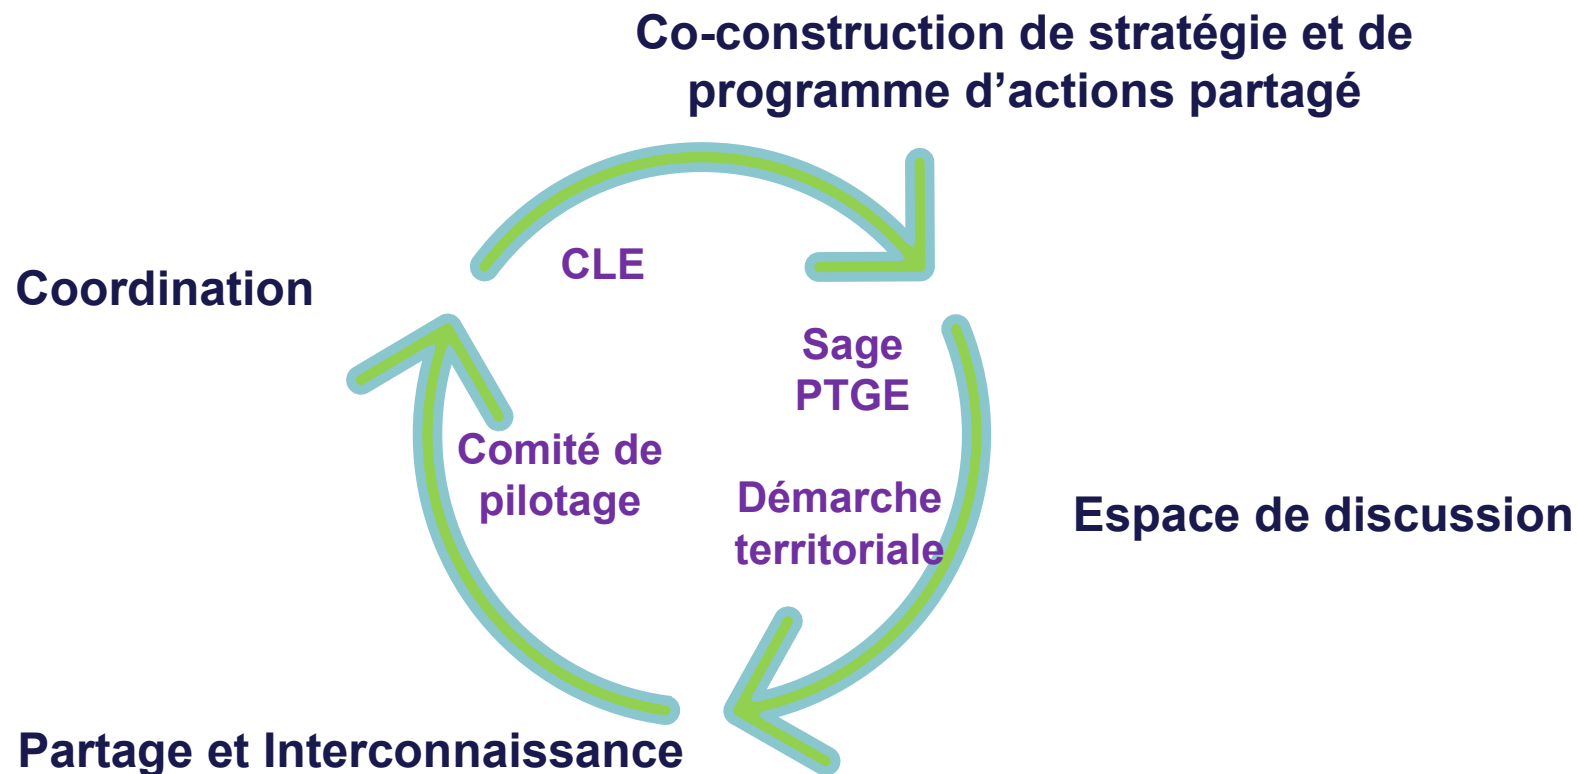 Co-construction de stratégie et de
programme d’actions partagé
CLE
Coordination
Sage
PTGE
Comité de
pilotage
Démarche
territoriale
Espace de discussion
Partage et Interconnaissance